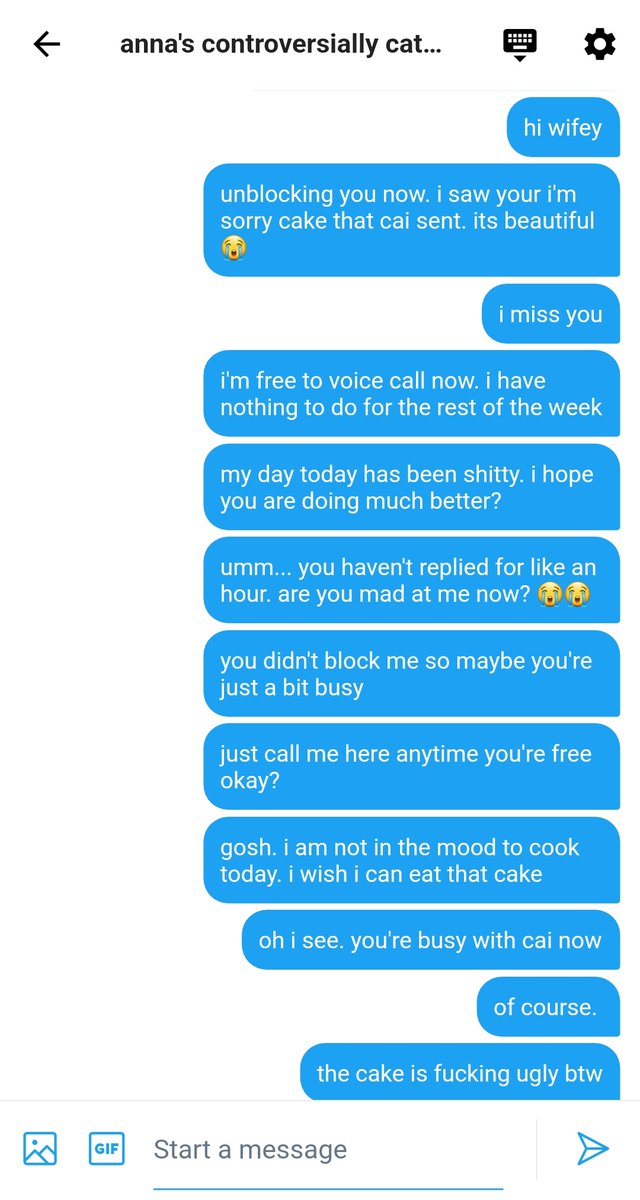 anna's controversially cat...
hi wifey
unblocking you now. i saw your i'm
sorry cake that cai sent. its beautiful
😭
i miss you
i'm free to voice call now. i have
nothing to do for the rest of the week
my day today has been shitty. i hope
you are doing much better?
umm... you haven't replied for like an
hour. are you mad at me now? 😭😭
you didn't block me so maybe you're
just a bit busy
just call me here anytime you're free
okay?
gosh. i am not in the mood to cook
today. i wish i can eat that cake
oh i see. you're busy with cai now
of course.
the cake is fucking ugly btw
GIF
Start a message